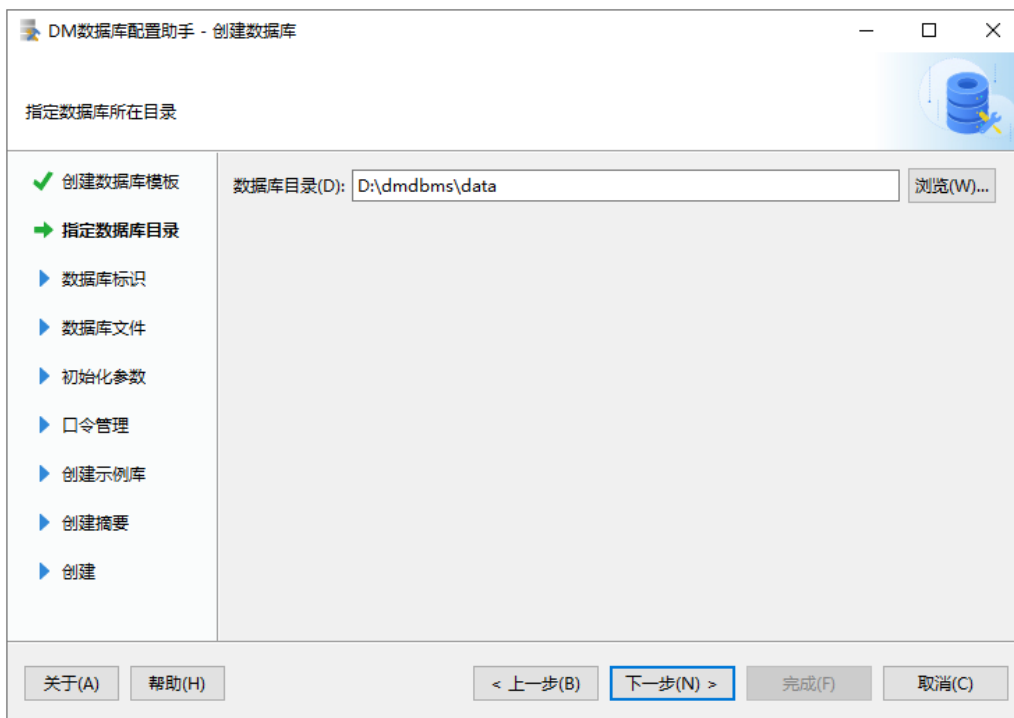 DM数据库配置助手 - 创建数据库
指定数据库所在目录
创建数据库模板
指定数据库目录
数据库标识
数据库文件
初始化参数
口令管理
创建示例库
创建摘要
创建
数据库目录(D): D:\dmdbms\data 浏览(W)...
关于(A) 帮助(H) < 上一步(B) 下一步(N) > 完成(F) 取消(C)